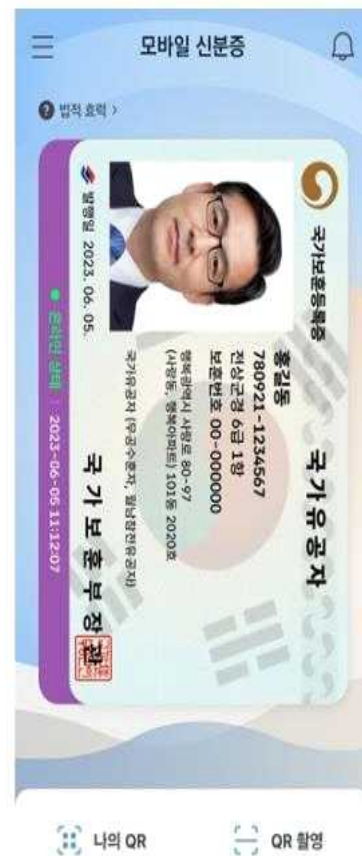 모바일 신분증
법적 효력 >
국가보훈등록증
국가유공자
홍길동
780921-1234567
전상군경 6급 1항
보훈번호 00-000000
행복광역시 사랑로 80-97
(사랑동, 행복아파트) 101동 2020호
국가유공자 (무공수훈자, 월남참전유공자)
발행일 2023. 06. 05.
국가보훈부장관
온라인 상태 | 2023-06-05 11:12:07
나의 QR
QR 촬영